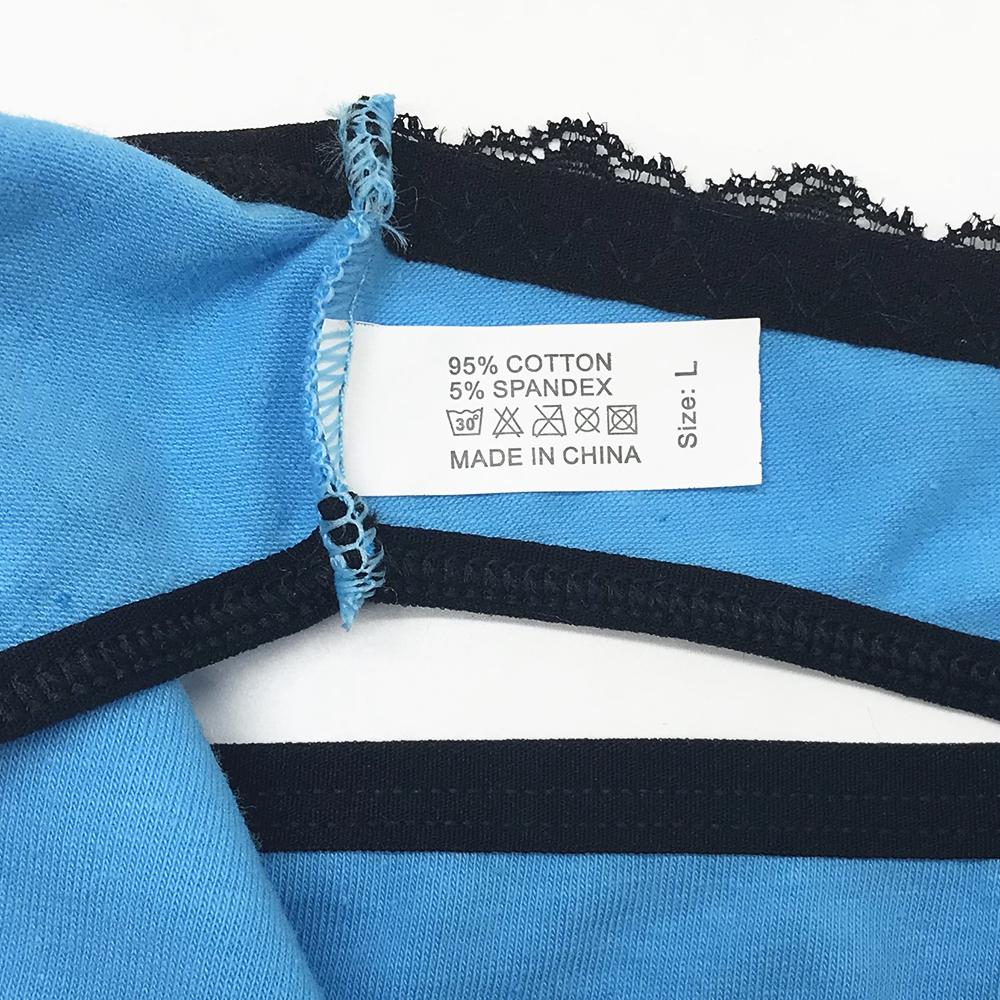 95% COTTON
5% SPANDEX
30°
MADE IN CHINA
Size: L